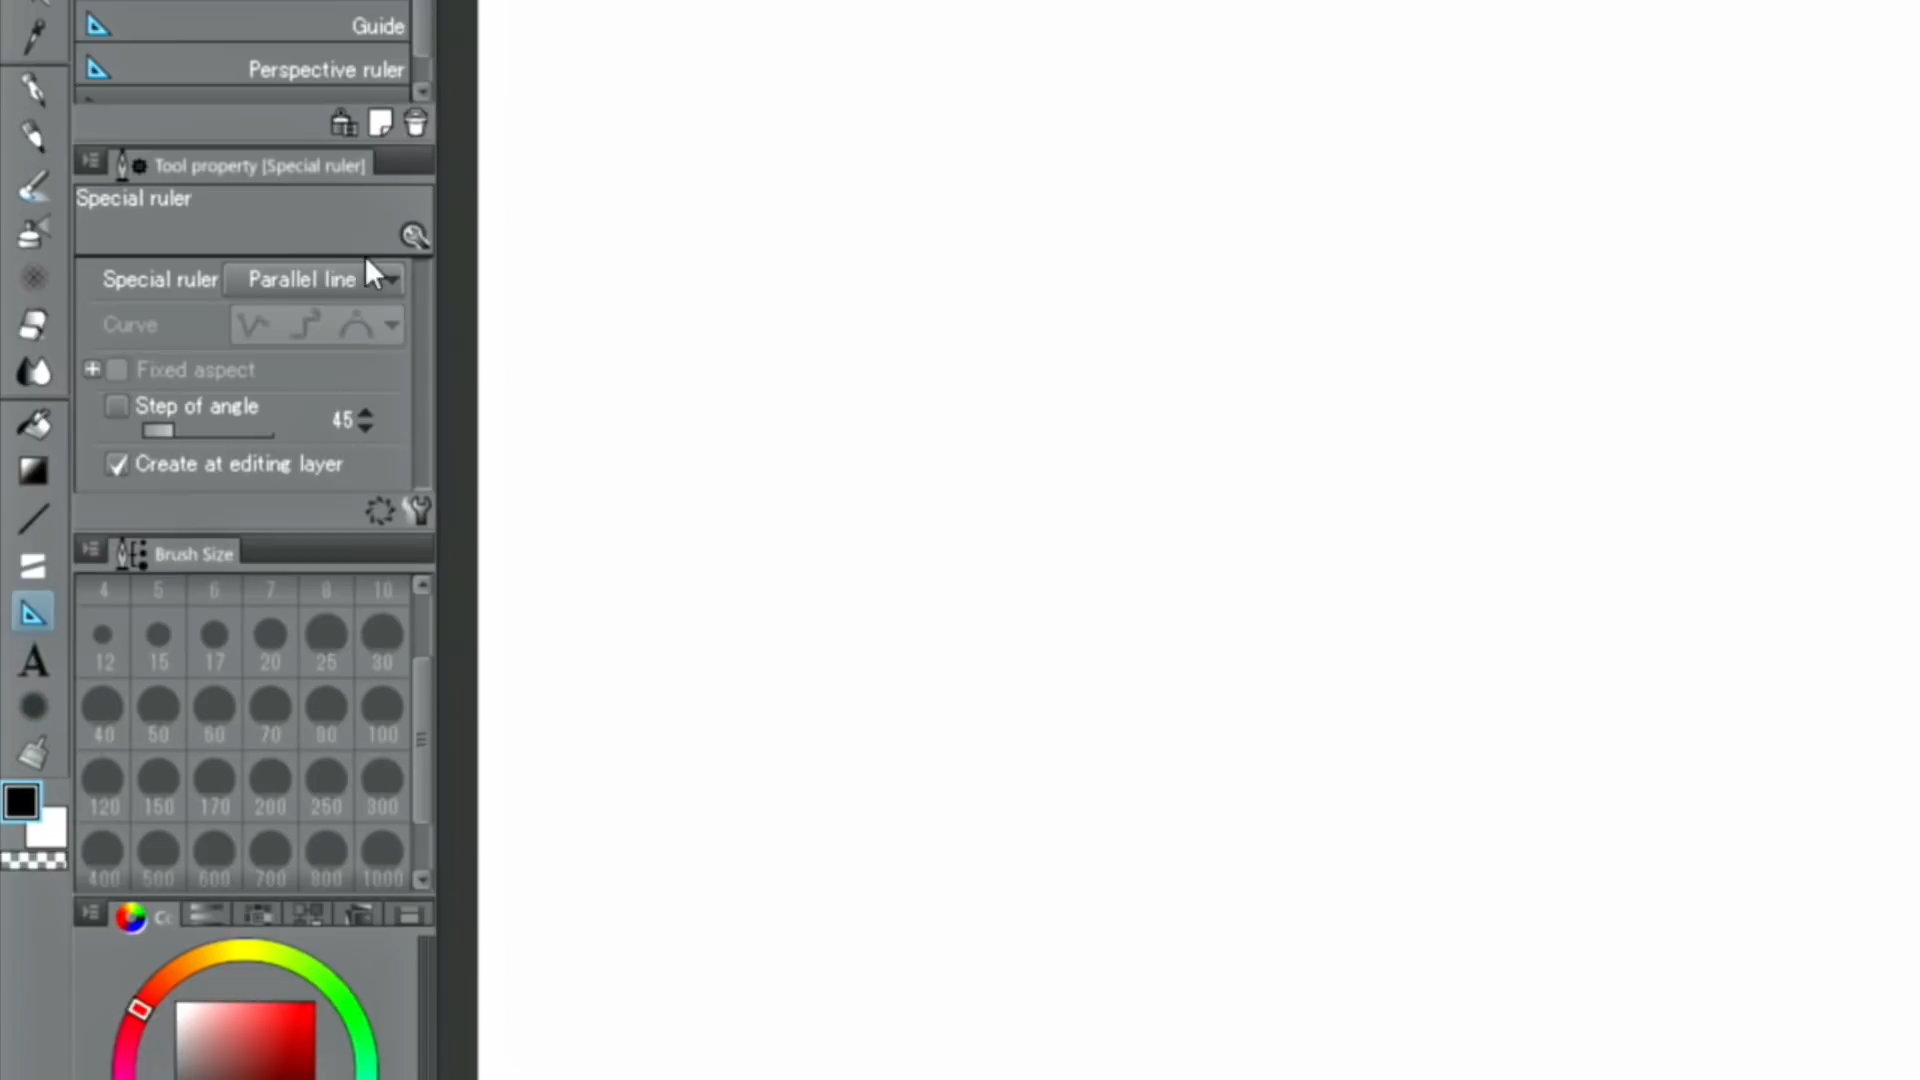 Guide
Perspective ruler
Tool property [Special ruler]
Special ruler
Special ruler Parallel line
Curve
Fixed aspect
Step of angle 45
Create at editing layer
Brush Size
4 5 6 7 8 10
12 15 17 20 25 30
40 50 60 70 80 100
120 150 170 200 250 300
400 500 600 700 800 1000